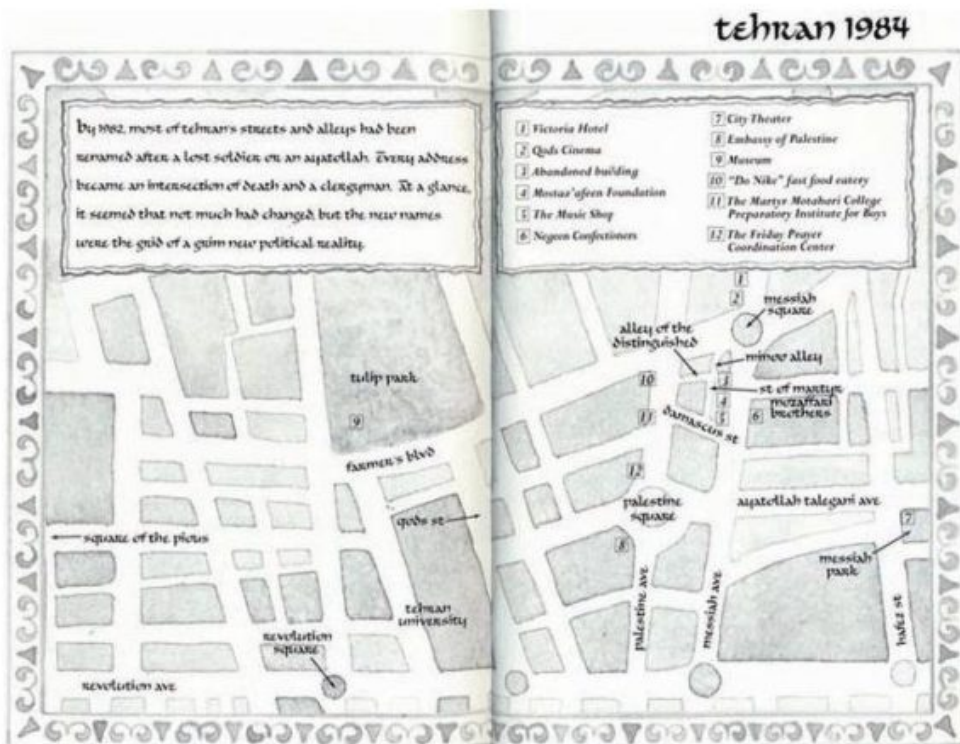 tehran 1984
By 1982, most of tehran's streets and alleys had been
renamed after a lost soldier or an ayatollah. Every address
became an intersection of death and a clergyman. At a glance,
it seemed that not much had changed, but the new names
were the grid of a grim new political reality.
1 Victoria Hotel
2 Qods Cinema
3 Abandoned building
4 Mostaz'afeen Foundation
5 The Music Shop
6 Negeen Confectioners
7 City Theater
8 Embassy of Palestine
9 Museum
10 "Do Nike" fast food eatery
11 The Martyr Motahari College
Preparatory Institute for Boys
12 The Friday Prayer
Coordination Center
1
2
messiah
square
alley of the
distinguished
minoo alley
tulip park
10
3
st of martyr
mozaffari
brothers
4
9
11
5
6
damascus st
farmer's blvd
12
palestine
square
ayatollah talegani ave
qods st
7
square of the pious
8
messiah
park
tehran
university
palestine ave
messiah ave
hafez st
revolution
square
revolution ave